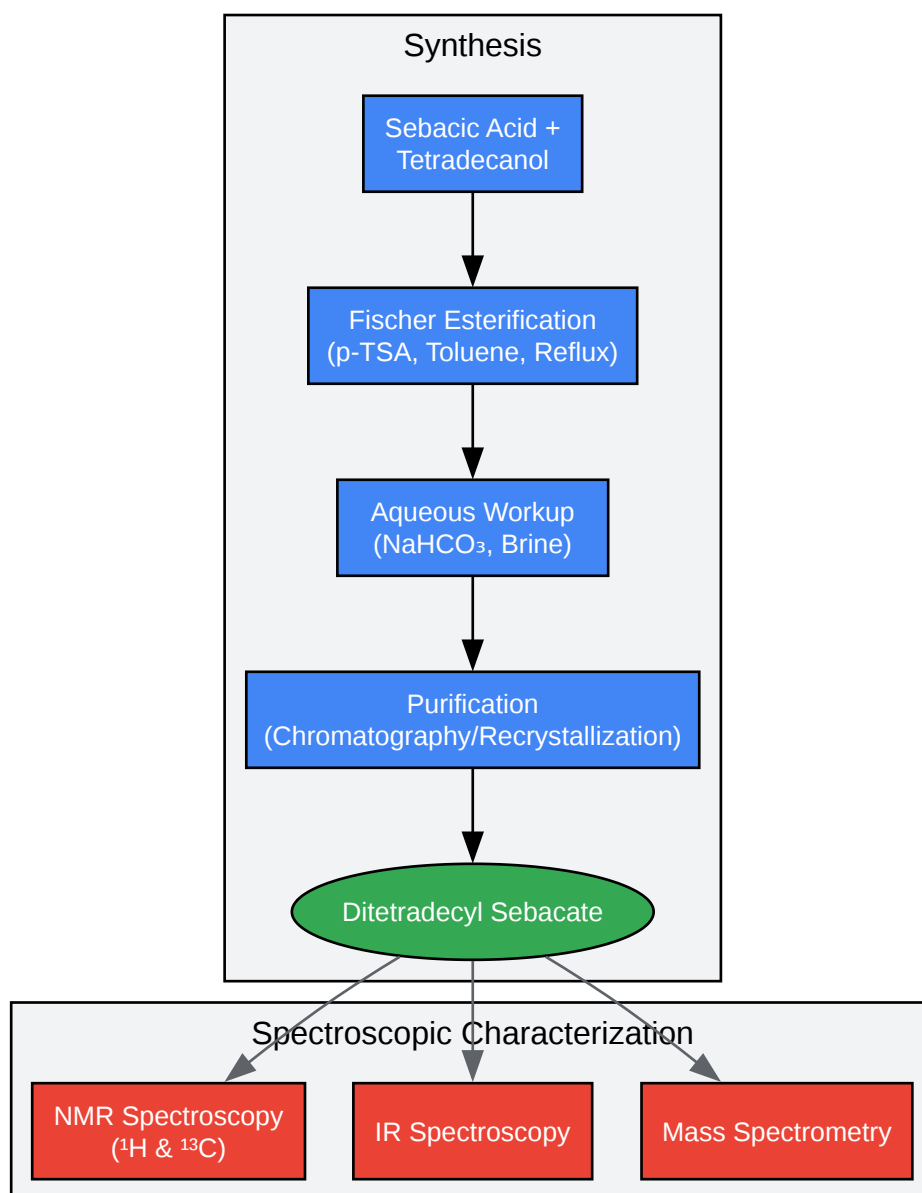 Synthesis
Sebacic Acid +
Tetradecanol
Fischer Esterification
(p-TSA, Toluene, Reflux)
Aqueous Workup
(NaHCO₃, Brine)
Purification
(Chromatography/Recrystallization)
Ditetradecyl Sebacate
Spectroscopic Characterization
NMR Spectroscopy
(¹H & ¹³C)
IR Spectroscopy
Mass Spectrometry